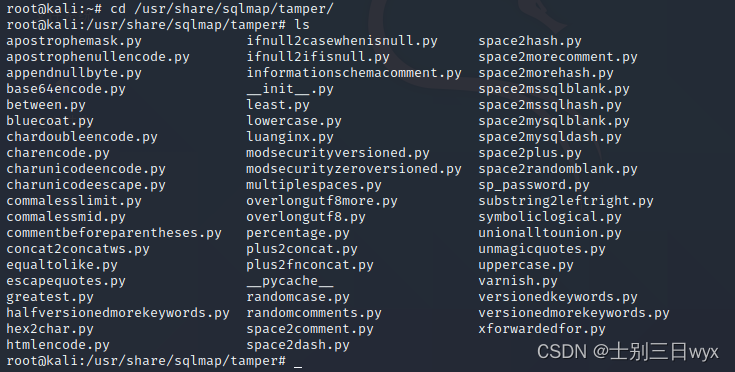 root@kali:~# cd /usr/share/sqlmap/tamper/
root@kali:/usr/share/sqlmap/tamper# ls
apostrophemask.py ifnull2casewhenisnull.py space2hash.py
apostrophenullencode.py ifnull2ifisnull.py space2morecomment.py
appendnullbyte.py informationschemacomment.py space2morehash.py
base64encode.py __init__.py space2mssqlblank.py
between.py least.py space2mssqlhash.py
bluecoat.py lowercase.py space2mysqlblank.py
chardoubleencode.py luanginx.py space2mysqldash.py
charencode.py modsecurityversioned.py space2plus.py
charunicodeencode.py modsecurityzeroversioned.py space2randomblank.py
charunicodeescape.py multiplespaces.py sp_password.py
commalesslimit.py overlongutf8more.py substring2leftright.py
commalessmid.py overlongutf8.py symboliclogical.py
commentbeforeparentheses.py percentage.py unionalltounion.py
concat2concatws.py plus2concat.py unmagicquotes.py
equaltolike.py plus2fnconcat.py uppercase.py
escapequotes.py __pycache__ varnish.py
greatest.py randomcase.py versionedkeywords.py
halfversionedmorekeywords.py randomcomments.py versionedmorekeywords.py
hex2char.py space2comment.py xforwardedfor.py
htmlencode.py space2dash.py
root@kali:/usr/share/sqlmap/tamper# _
CSDN @士别三日wyx